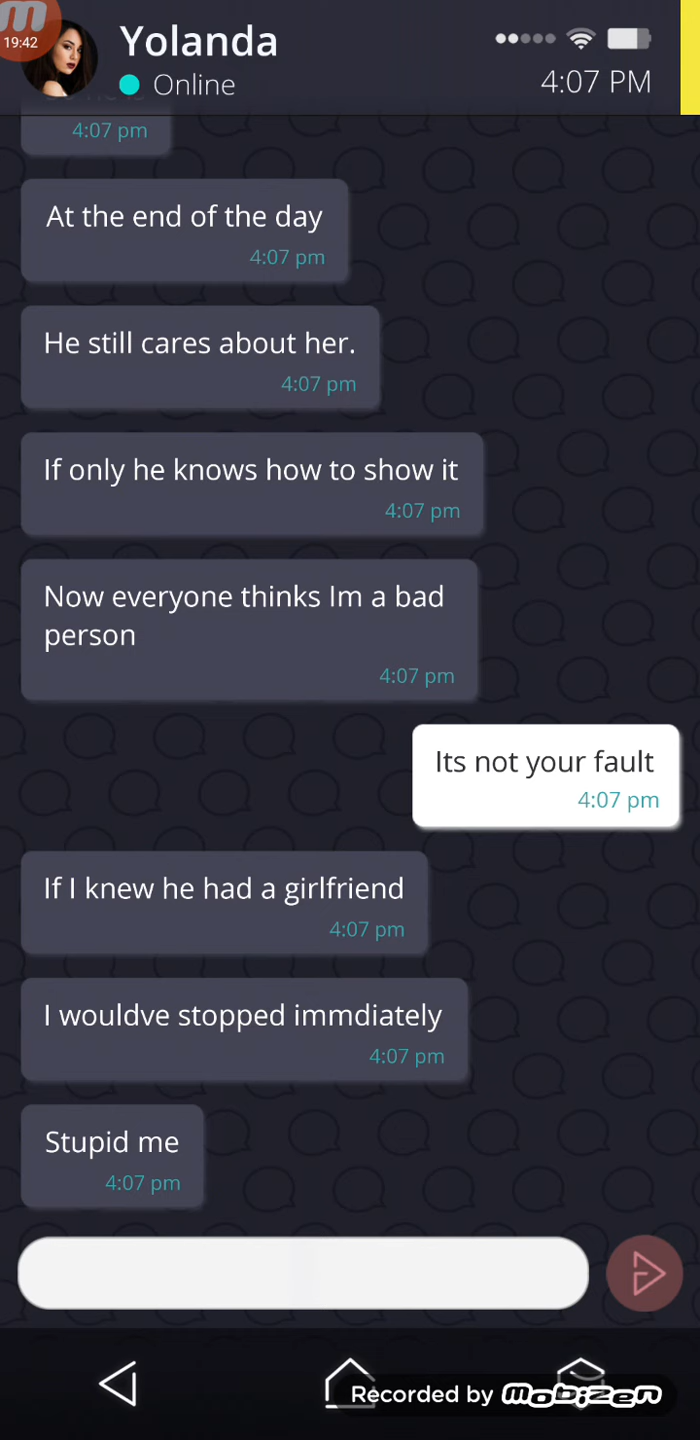 19:42
Yolanda
Online
4:07 PM
4:07 pm
At the end of the day
4:07 pm
He still cares about her.
4:07 pm
If only he knows how to show it
4:07 pm
Now everyone thinks Im a bad
person
4:07 pm
Its not your fault
4:07 pm
If I knew he had a girlfriend
4:07 pm
I wouldve stopped immdiately
4:07 pm
Stupid me
4:07 pm
Recorded by mobizen